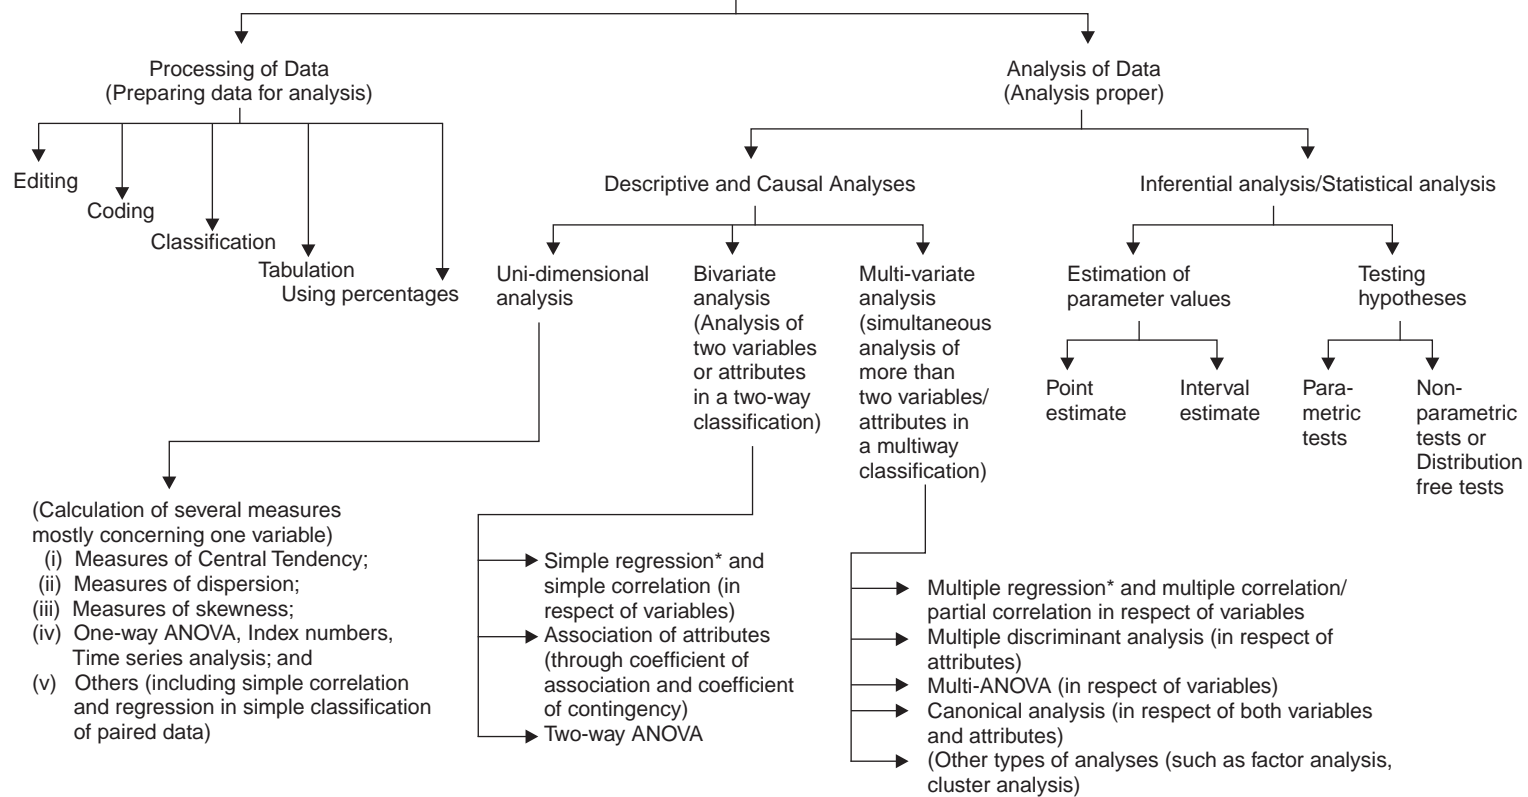 Processing of Data
(Preparing data for analysis)
Analysis of Data
(Analysis proper)
Editing
Coding
Classification
Tabulation
Using percentages
Descriptive and Causal Analyses
Inferential analysis/Statistical analysis
Uni-dimensional
analysis
Bivariate
analysis
(Analysis of
two variables
or attributes
in a two-way
classification)
Multi-variate
analysis
(simultaneous
analysis of
more than
two variables/
attributes in
a multiway
classification)
Estimation of
parameter values
Testing
hypotheses
Point
estimate
Interval
estimate
Para-
metric
tests
Non-
parametric
tests or
Distribution
free tests
(Calculation of several measures
mostly concerning one variable)
(i) Measures of Central Tendency;
(ii) Measures of dispersion;
(iii) Measures of skewness;
(iv) One-way ANOVA, Index numbers,
Time series analysis; and
(v) Others (including simple correlation
and regression in simple classification
of paired data)
Simple regression* and
simple correlation (in
respect of variables)
Association of attributes
(through coefficient of
association and coefficient
of contingency)
Two-way ANOVA
Multiple regression* and multiple correlation/
partial correlation in respect of variables
Multiple discriminant analysis (in respect of
attributes)
Multi-ANOVA (in respect of variables)
Canonical analysis (in respect of both variables
and attributes)
(Other types of analyses (such as factor analysis,
cluster analysis)